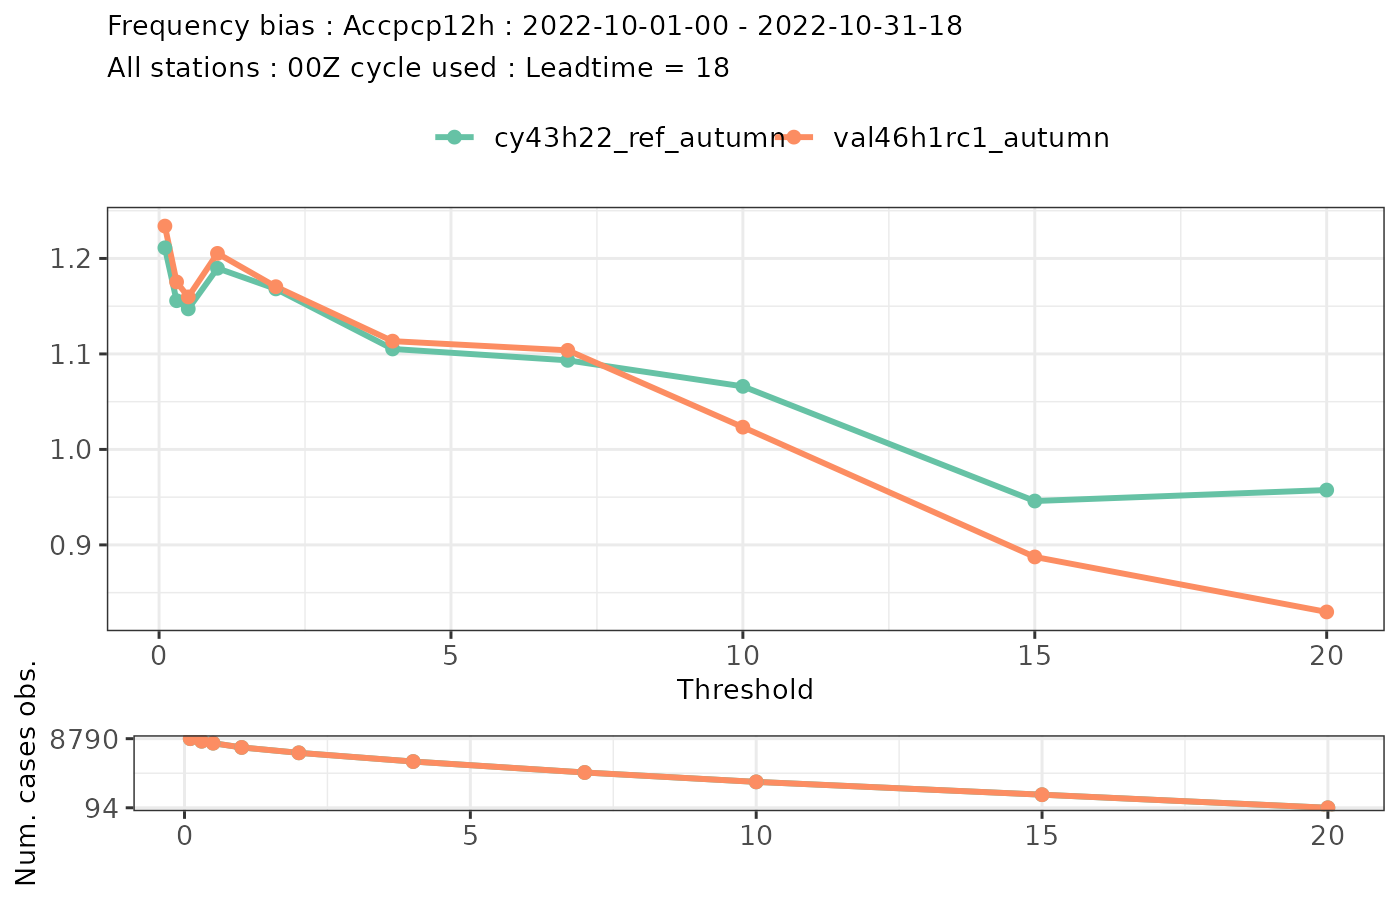 Frequency bias : Accpcp12h : 2022-10-01-00 - 2022-10-31-18
All stations : 00Z cycle used : Leadtime = 18
cy43h22_ref_autumn val46h1rc1_autumn
1.2
1.1
1.0
0.9
0 5 10 15 20
Threshold
Num. cases obs.
8790
94
0 5 10 15 20